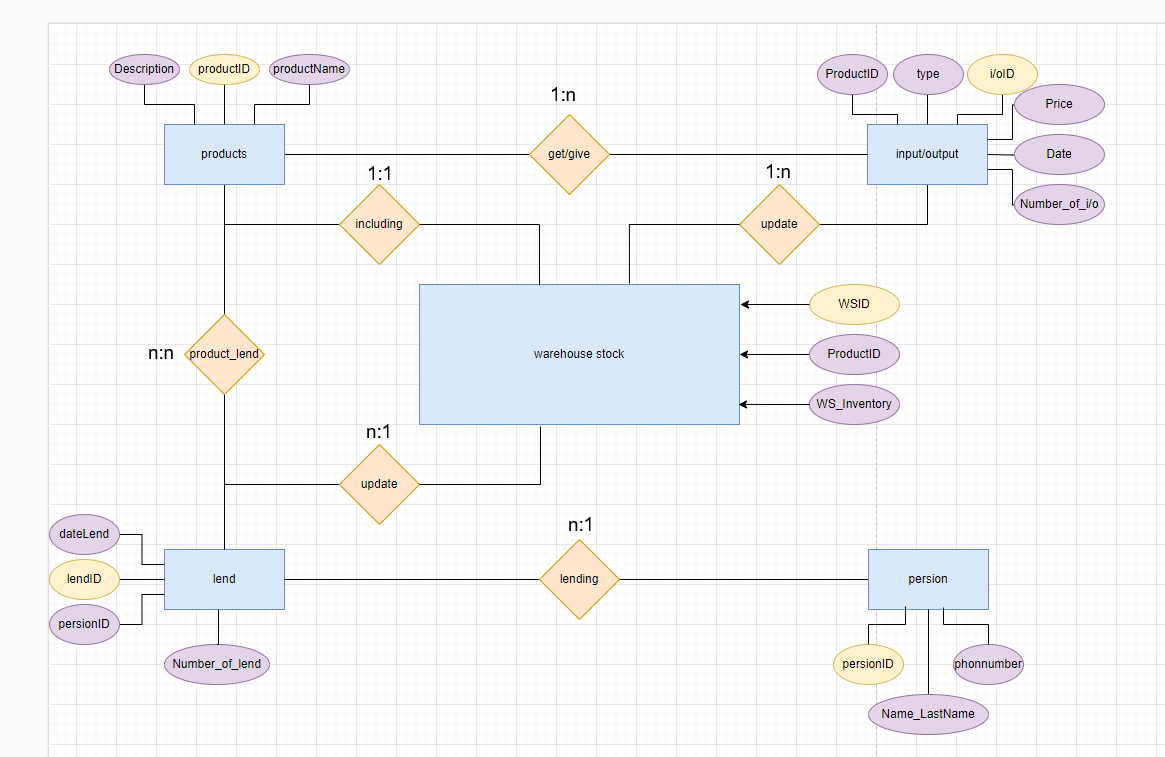 Description
productID
productName
1:n
ProductID
type
i/oID
Price
products
get/give
input/output
Date
1:1
1:n
Number_of_i/o
including
update
WSID
n:n
product_lend
warehouse stock
ProductID
WS_Inventory
n:1
update
dateLend
n:1
lendID
lend
lending
persion
persionID
Number_of_lend
persionID
phonnumber
Name_LastName